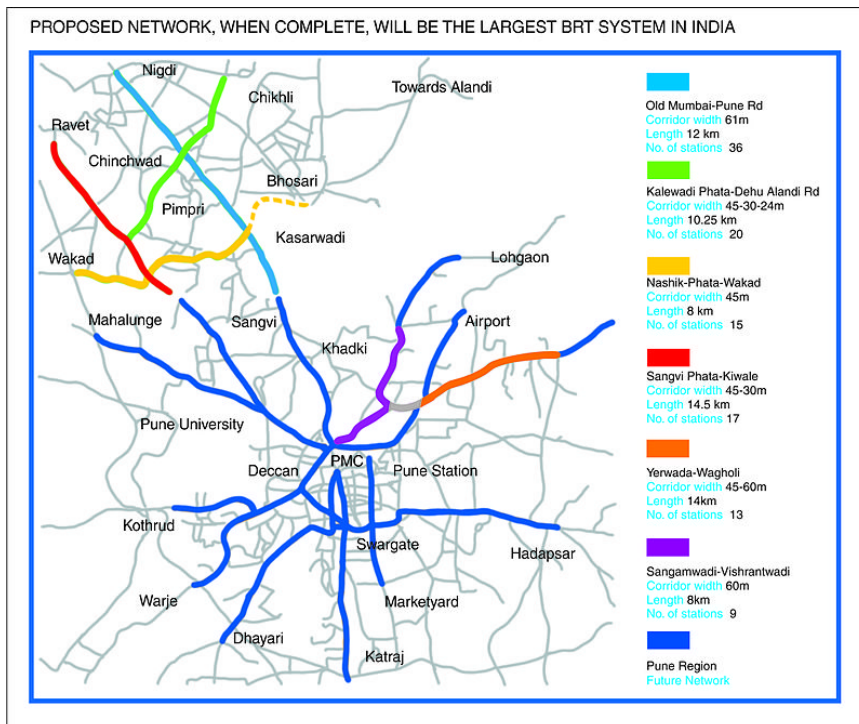 PROPOSED NETWORK, WHEN COMPLETE, WILL BE THE LARGEST BRT SYSTEM IN INDIA
Nigdi
Chikhli
Towards Alandi
Ravet
Chinchwad
Bhosari
Pimpri
Kasarwadi
Wakad
Lohgaon
Mahalunge
Sangvi
Airport
Khadki
Pune University
Deccan
PMC
Pune Station
Kothrud
Swargate
Hadapsar
Warje
Marketyard
Dhayari
Katraj
Old Mumbai-Pune Rd
Corridor width 61m
Length 12 km
No. of stations 36
Kalewadi Phata-Dehu Alandi Rd
Corridor width 45-30-24m
Length 10.25 km
No. of stations 20
Nashik-Phata-Wakad
Corridor width 45m
Length 8 km
No. of stations 15
Sangvi Phata-Kiwale
Corridor width 45-30m
Length 14.5 km
No. of stations 17
Yerwada-Wagholi
Corridor width 45-60m
Length 14km
No. of stations 13
Sangamwadi-Vishrantwadi
Corridor width 60m
Length 8km
No. of stations 9
Pune Region
Future Network